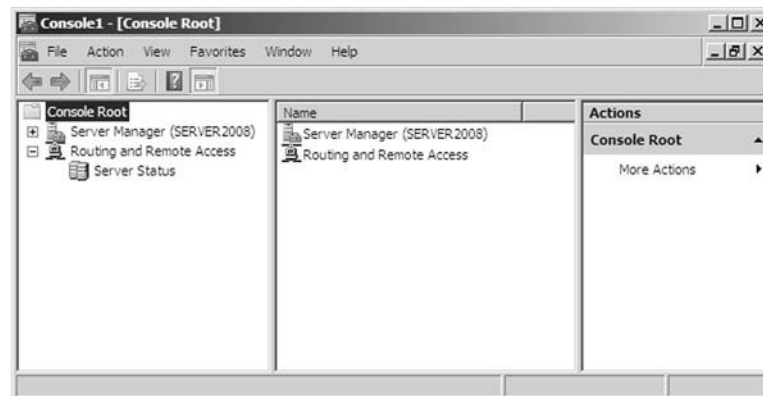 Console1 - [Console Root]
File Action View Favorites Window Help
Console Root
Server Manager (SERVER2008)
Routing and Remote Access
Server Status
Name
Server Manager (SERVER2008)
Routing and Remote Access
Actions
Console Root
More Actions